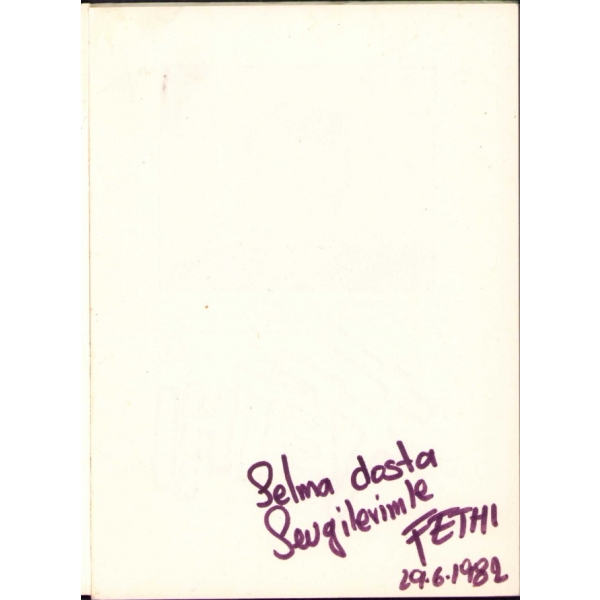 Selma dosta
Sevgilerimle
FETHI
29.6.1982